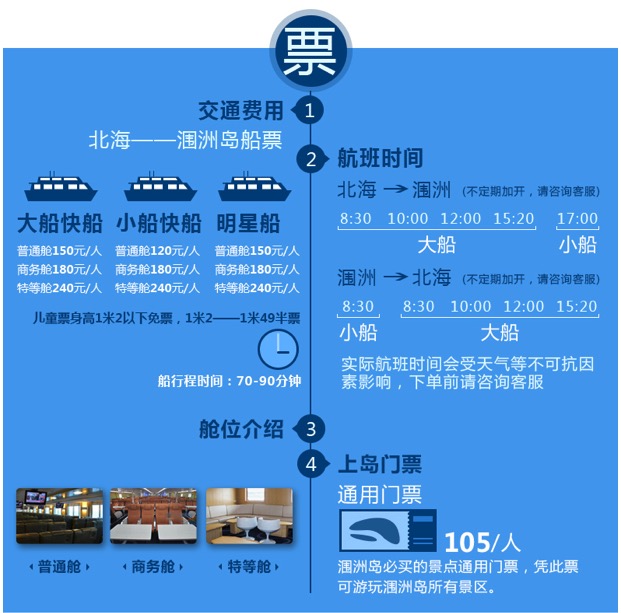 票
交通费用 1
北海——涠洲岛船票
大船快船 小船快船 明星船
普通舱150元/人 普通舱120元/人 普通舱150元/人
商务舱180元/人 商务舱180元/人 商务舱180元/人
特等舱240元/人 特等舱240元/人 特等舱240元/人
儿童票身高1米2以下免票，1米2——1米49半票
船行程时间：70-90分钟
2 航班时间
北海 → 涠洲 (不定期加开，请咨询客服)
8:30 10:00 12:00 15:20 17:00
大船 小船
涠洲 → 北海 (不定期加开，请咨询客服)
8:30 8:30 10:00 12:00 15:20
小船 大船
实际航班时间会受天气等不可抗因
素影响，下单前请咨询客服
舱位介绍 3
普通舱 商务舱 特等舱
4 上岛门票
通用门票
105/人
涠洲岛必买的景点通用门票，凭此票
可游玩涠洲岛所有景区。